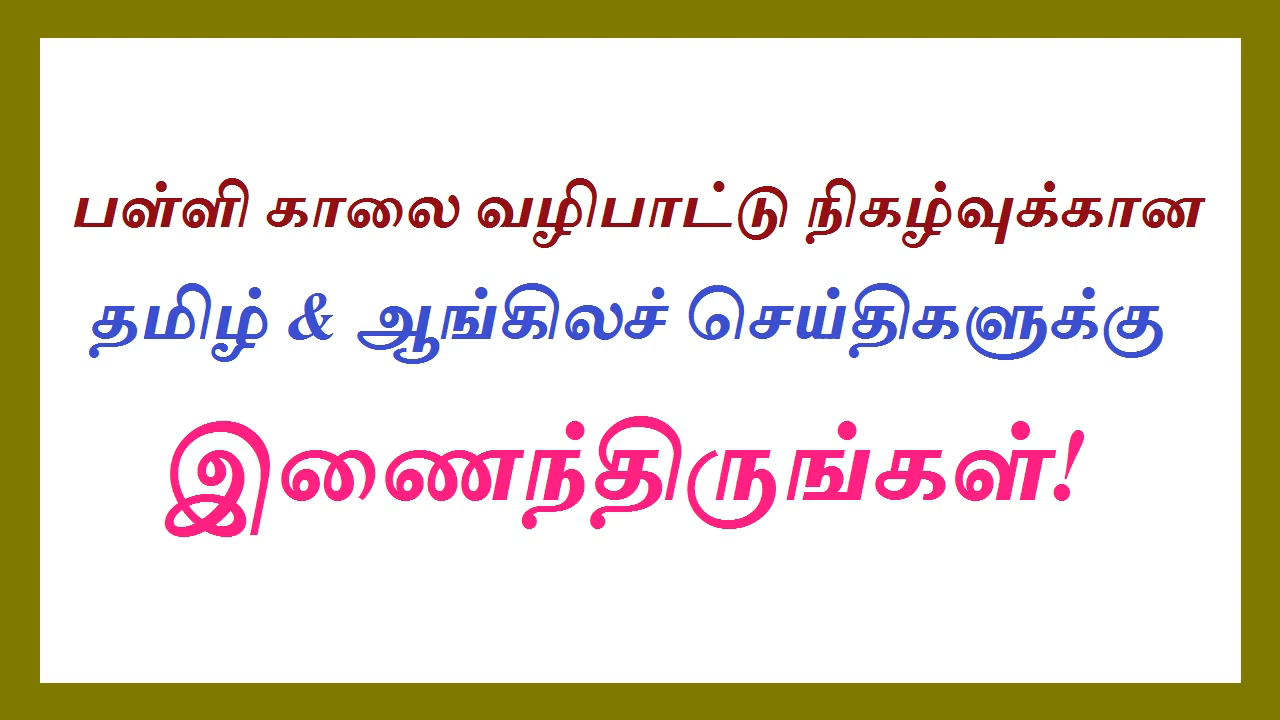 பள்ளி காலை வழிபாட்டு நிகழ்வுக்கான
தமிழ் & ஆங்கிலச் செய்திகளுக்கு
இணைந்திருங்கள்!